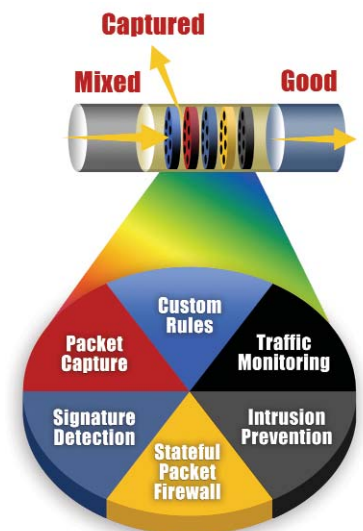 Captured
Mixed
Good
Custom
Rules
Packet
Capture
Traffic
Monitoring
Signature
Detection
Intrusion
Prevention
Stateful
Packet
Firewall